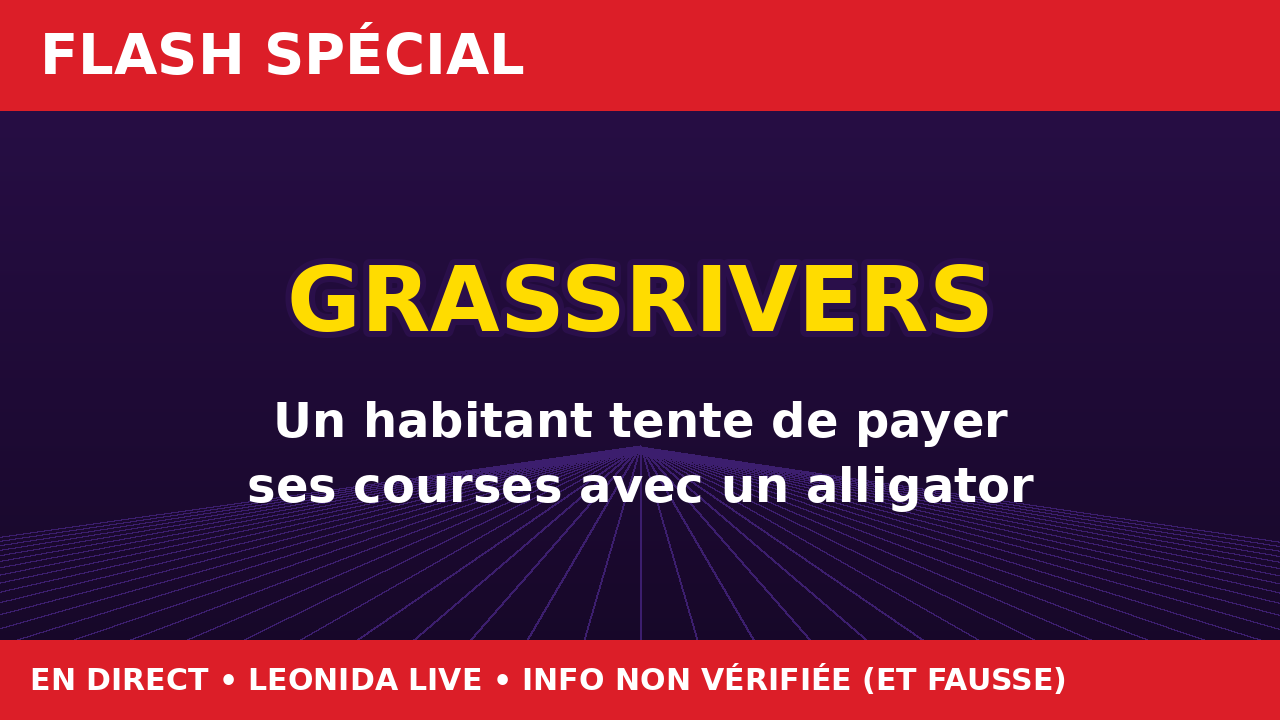 FLASH SPÉCIAL
GRASSRIVERS
Un habitant tente de payer
ses courses avec un alligator
EN DIRECT • LEONIDA LIVE • INFO NON VÉRIFIÉE (ET FAUSSE)